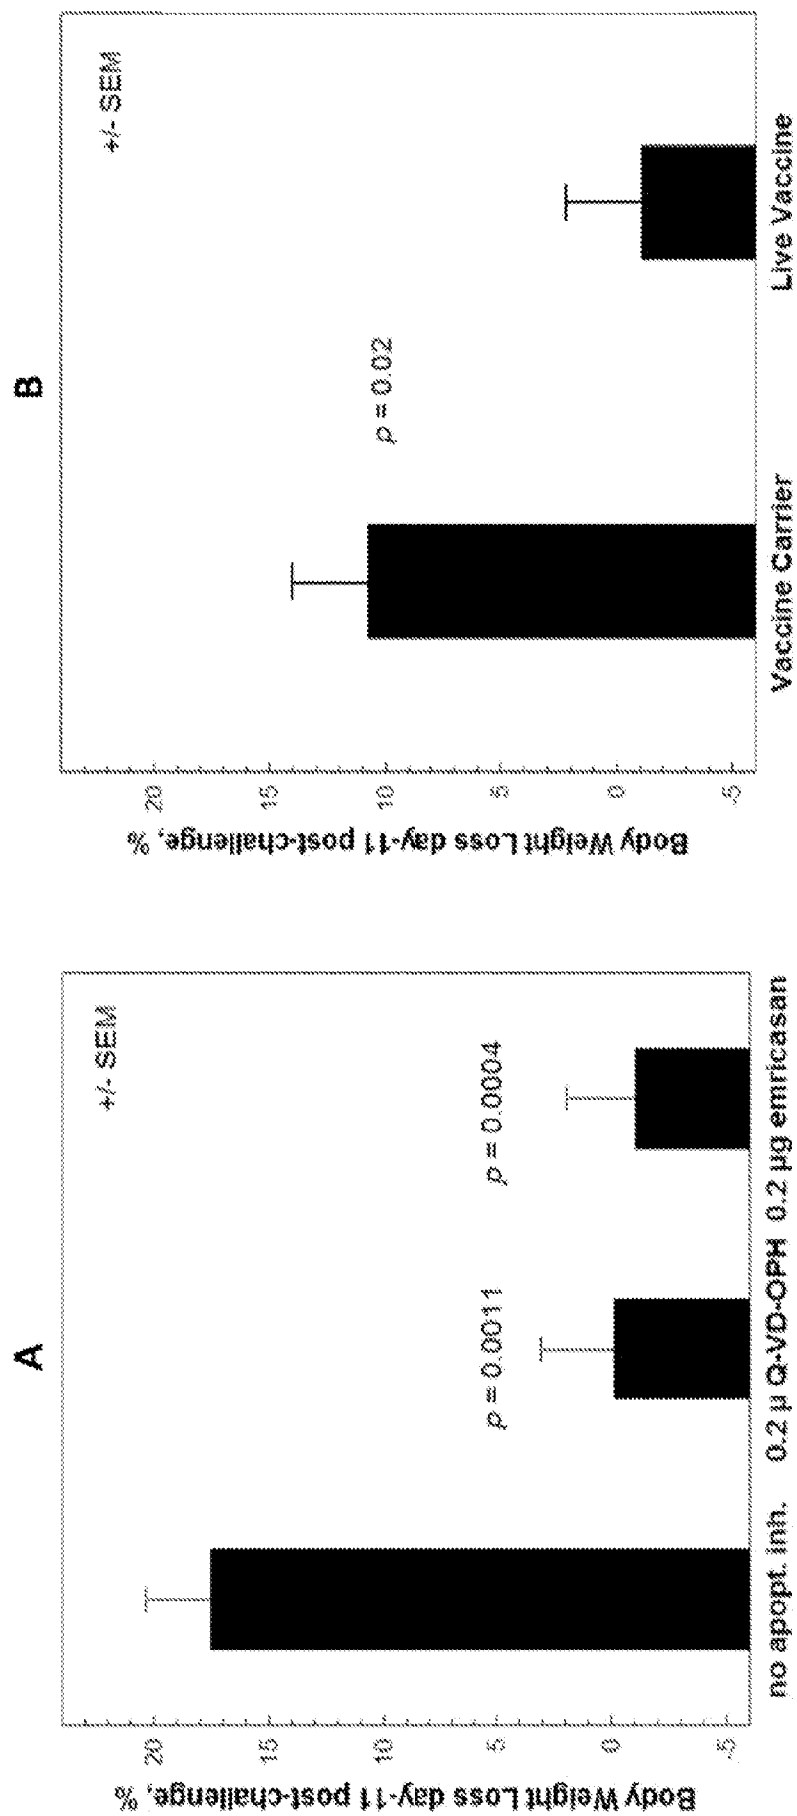 A
+/- SEM
Body Weight Loss day-11 post-challenge, %
20
15
10
5
0
-5
p = 0.0011
p = 0.0004
no apopt. inh.
0.2 µ Q-VD-OPH
0.2 µg emricasan
B
+/- SEM
Body Weight Loss day-11 post-challenge, %
20
15
10
5
0
-5
p = 0.02
Vaccine Carrier
Live Vaccine